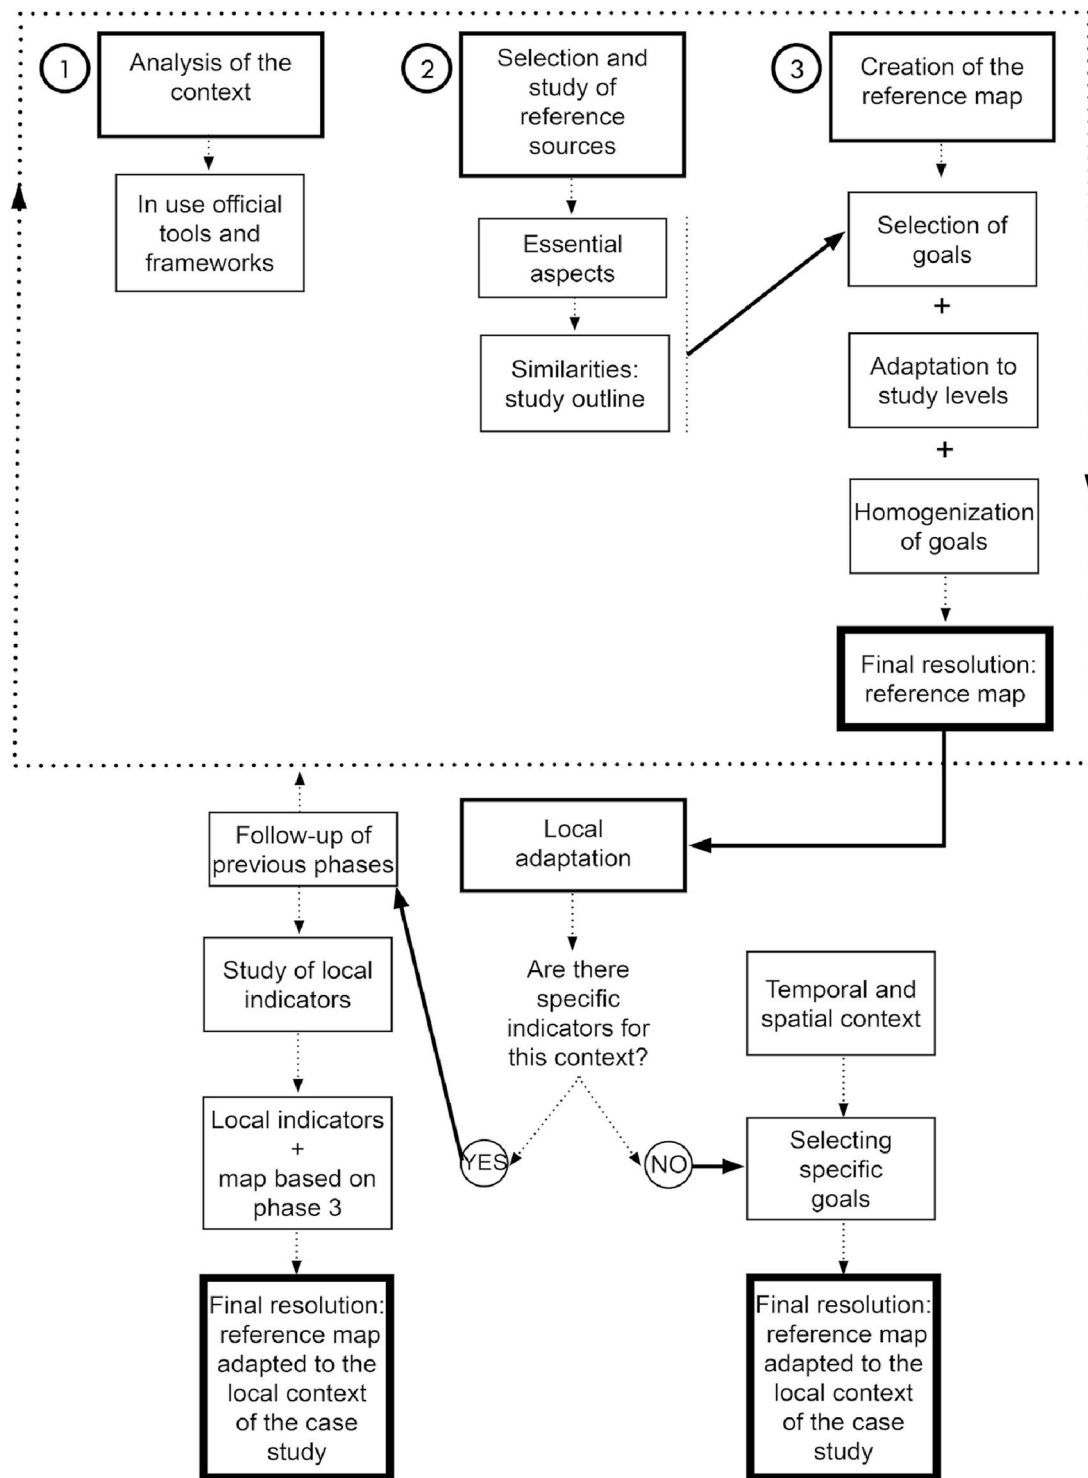 1
Analysis of the
context
In use official
tools and
frameworks
2
Selection and
study of
reference
sources
Essential
aspects
Similarities:
study outline
3
Creation of the
reference map
Selection of
goals
+
Adaptation to
study levels
+
Homogenization
of goals
Final resolution:
reference map
Local
adaptation
Are there
specific
indicators for
this context?
YES
NO
Follow-up of
previous phases
Study of local
indicators
Local indicators
+
map based on
phase 3
Final resolution:
reference map
adapted to the
local context
of the case
study
Temporal and
spatial context
Selecting
specific
goals
Final resolution:
reference map
adapted to the
local context
of the case
study